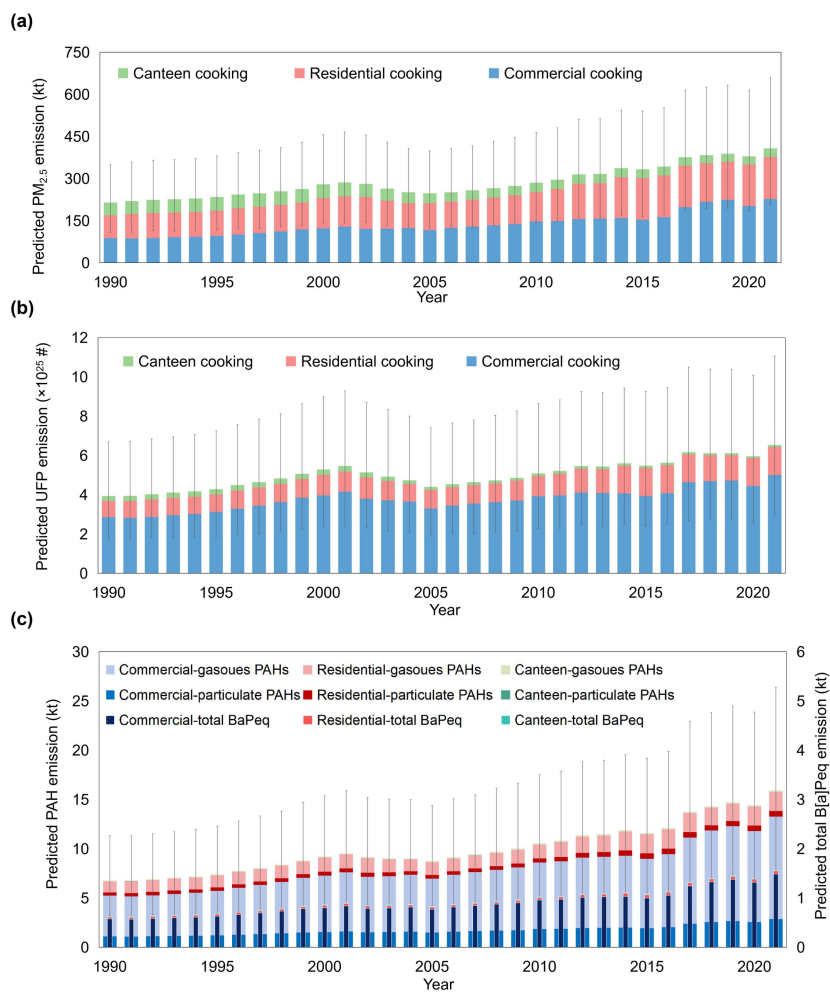 (a)
Predicted PM2.5 emission (kt)
750
600
450
300
150
0
Canteen cooking Residential cooking Commercial cooking
1990 1995 2000 2005 2010 2015 2020
Year
(b)
Predicted UFP emission (×10²⁵ #)
12
10
8
6
4
2
0
Canteen cooking Residential cooking Commercial cooking
1990 1995 2000 2005 2010 2015 2020
Year
(c)
Predicted PAH emission (kt)
30
25
20
15
10
5
0
Commercial-gasoues PAHs Residential-gasoues PAHs Canteen-gasoues PAHs
Commercial-particulate PAHs Residential-particulate PAHs Canteen-particulate PAHs
Commercial-total BaPeq Residential-total BaPeq Canteen-total BaPeq
6
5
4
3
2
1
0
Predicted total B[a]Peq emission (kt)
1990 1995 2000 2005 2010 2015 2020
Year